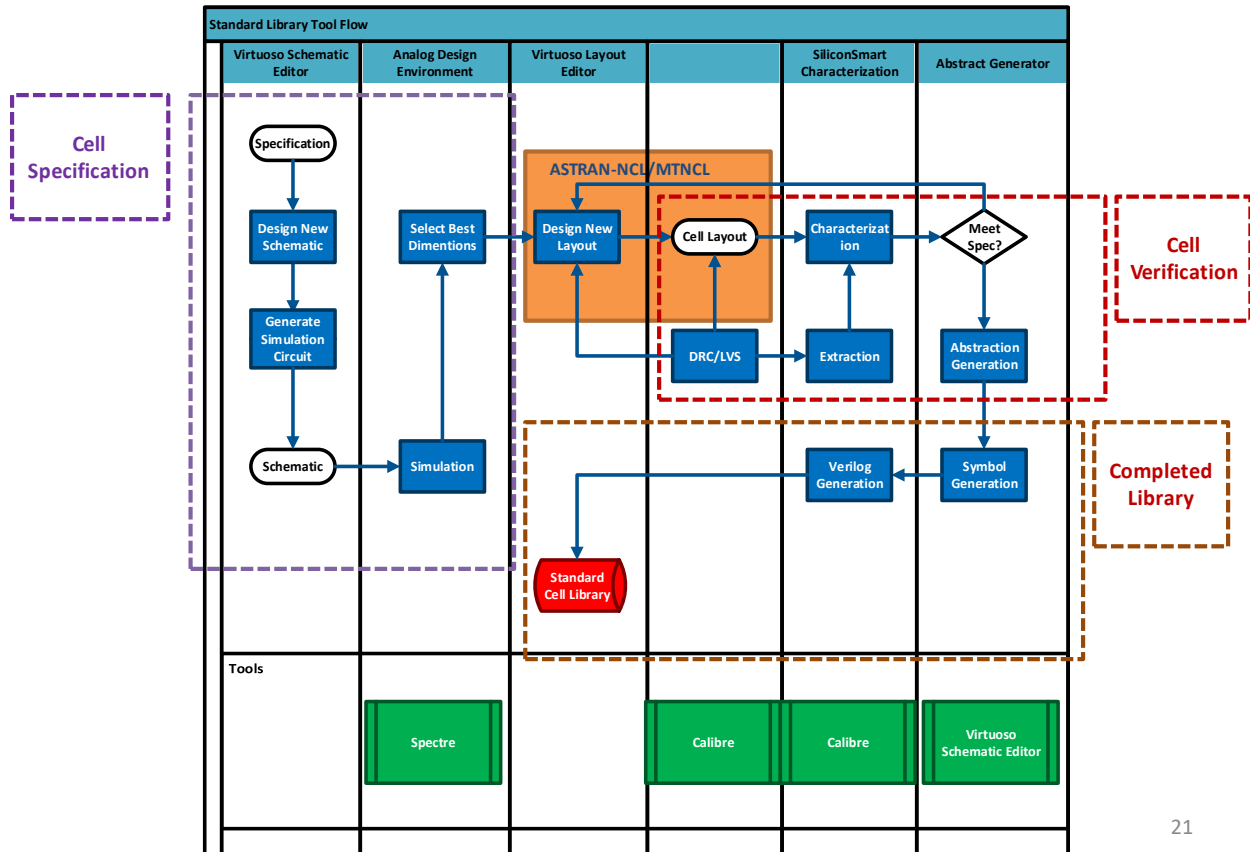 Standard Library Tool Flow
Virtuoso Schematic
Editor
Analog Design
Environment
Virtuoso Layout
Editor
SiliconSmart
Characterization
Abstract Generator
Cell
Specification
Specification
ASTRAN-NCL/MTNCL
Design New
Schematic
Select Best
Dimentions
Design New
Layout
Cell Layout
Characterizat
ion
Meet
Spec?
Cell
Verification
Generate
Simulation
Circuit
DRC/LVS
Extraction
Abstraction
Generation
Schematic
Simulation
Verilog
Generation
Symbol
Generation
Completed
Library
Standard
Cell Library
Tools
Spectre
Calibre
Calibre
Virtuoso
Schematic Editor
21